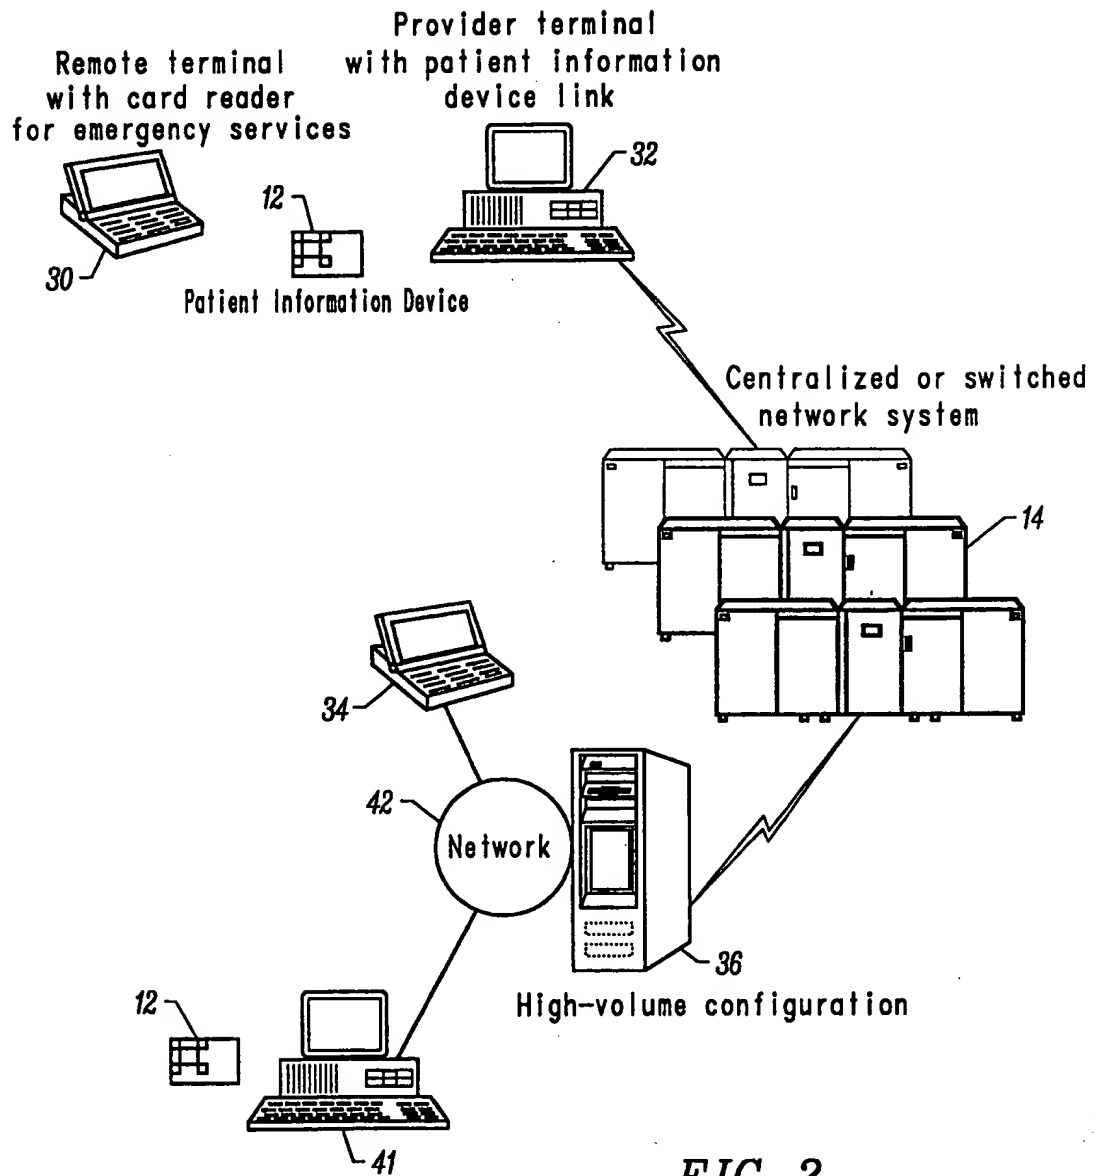 Provider terminal
with patient information
device link
Remote terminal
with card reader
for emergency services
32
12
30
Patient Information Device
Centralized or switched
network system
14
34
42
Network
36
High-volume configuration
12
41
FIG. 2